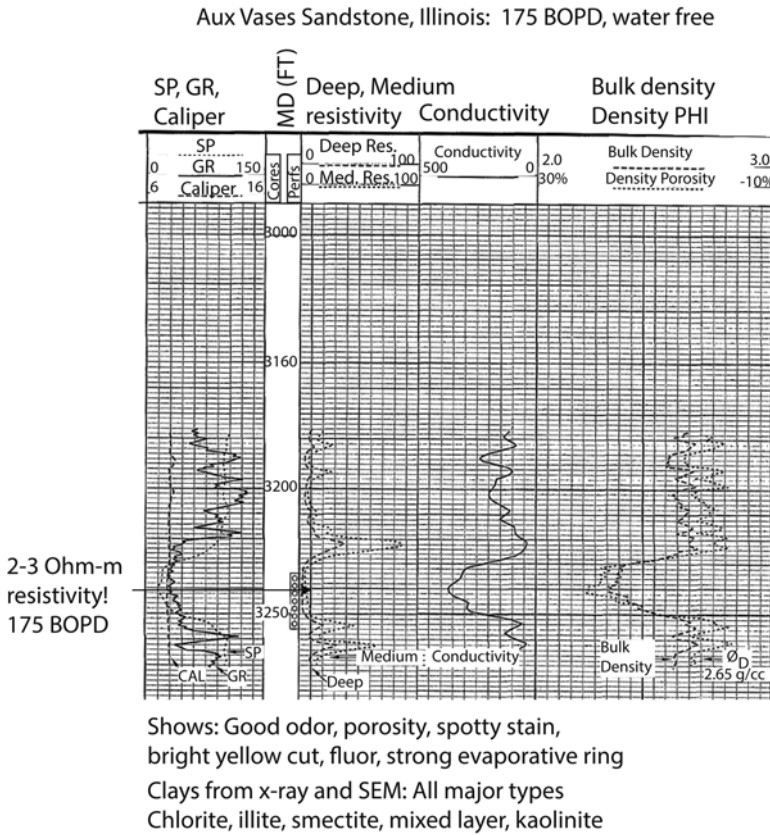 Aux Vases Sandstone, Illinois: 175 BOPD, water free
SP, GR,
Caliper
MD (FT)
Deep, Medium
resistivity
Conductivity
Bulk density
Density PHI
SP
0 GR 150
6 Caliper 16
Cores
Perfs
0 Deep Res. 100
0 Med. Res. 100
Conductivity
500 0
2.0 Bulk Density 3.0
30% Density Porosity -10%
3000
3160
3200
3250
2-3 Ohm-m
resistivity!
175 BOPD
SP
CAL
GR
Medium
Conductivity
Deep
Bulk
Density
ØD
2.65 g/cc
Shows: Good odor, porosity, spotty stain,
bright yellow cut, fluor, strong evaporative ring
Clays from x-ray and SEM: All major types
Chlorite, illite, smectite, mixed layer, kaolinite